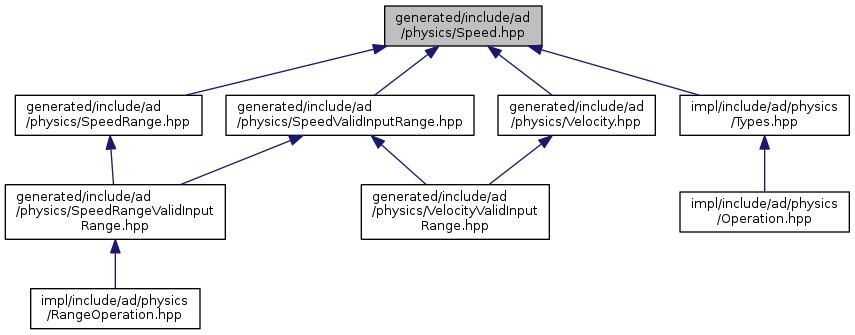 generated/include/ad
/physics/Speed.hpp
generated/include/ad
/physics/SpeedRange.hpp
generated/include/ad
/physics/SpeedValidInputRange.hpp
generated/include/ad
/physics/Velocity.hpp
impl/include/ad/physics
/Types.hpp
generated/include/ad
/physics/SpeedRangeValidInput
Range.hpp
generated/include/ad
/physics/VelocityValidInput
Range.hpp
impl/include/ad/physics
/Operation.hpp
impl/include/ad/physics
/RangeOperation.hpp